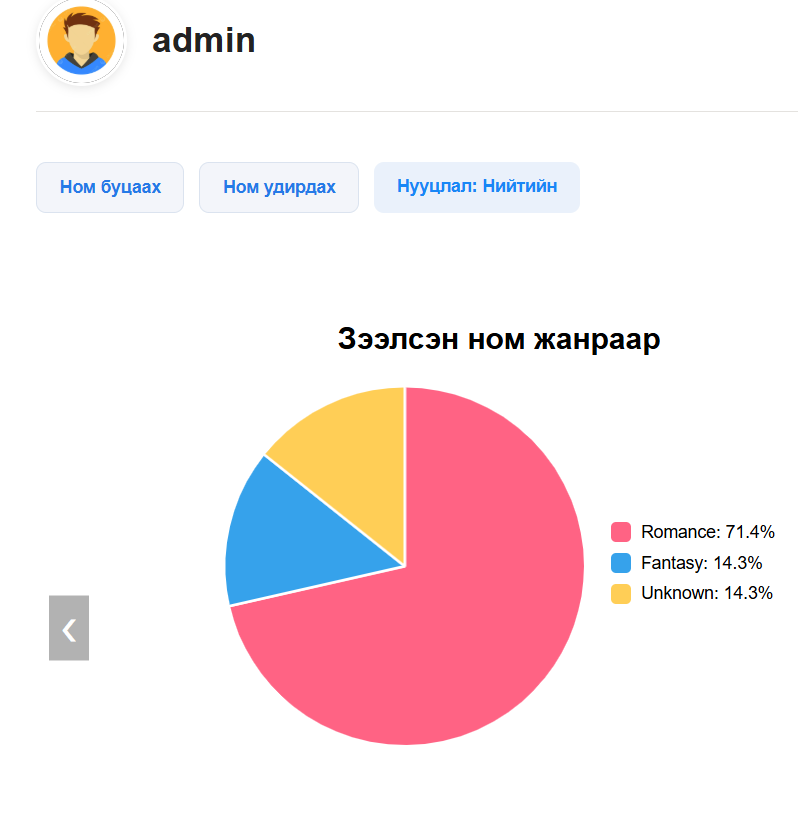 admin
Ном буцаах
Ном удирдах
Нууцлал: Нийтийн
Зээлсэн ном жанраар
Romance: 71.4%
Fantasy: 14.3%
Unknown: 14.3%